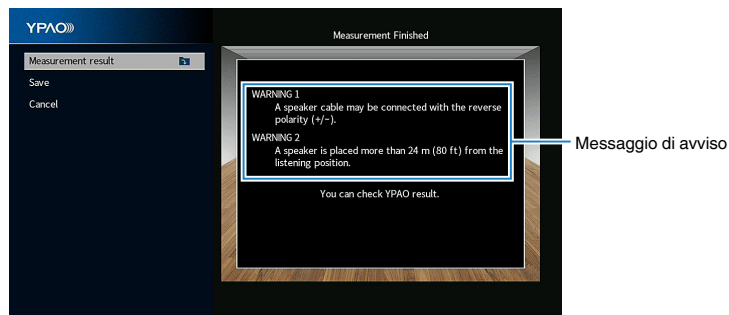 YPAO
Measurement Finished
Measurement result
Save
Cancel
WARNING 1
A speaker cable may be connected with the reverse
polarity (+/−).
WARNING 2
A speaker is placed more than 24 m (80 ft) from the
listening position.
You can check YPAO result.
Messaggio di avviso